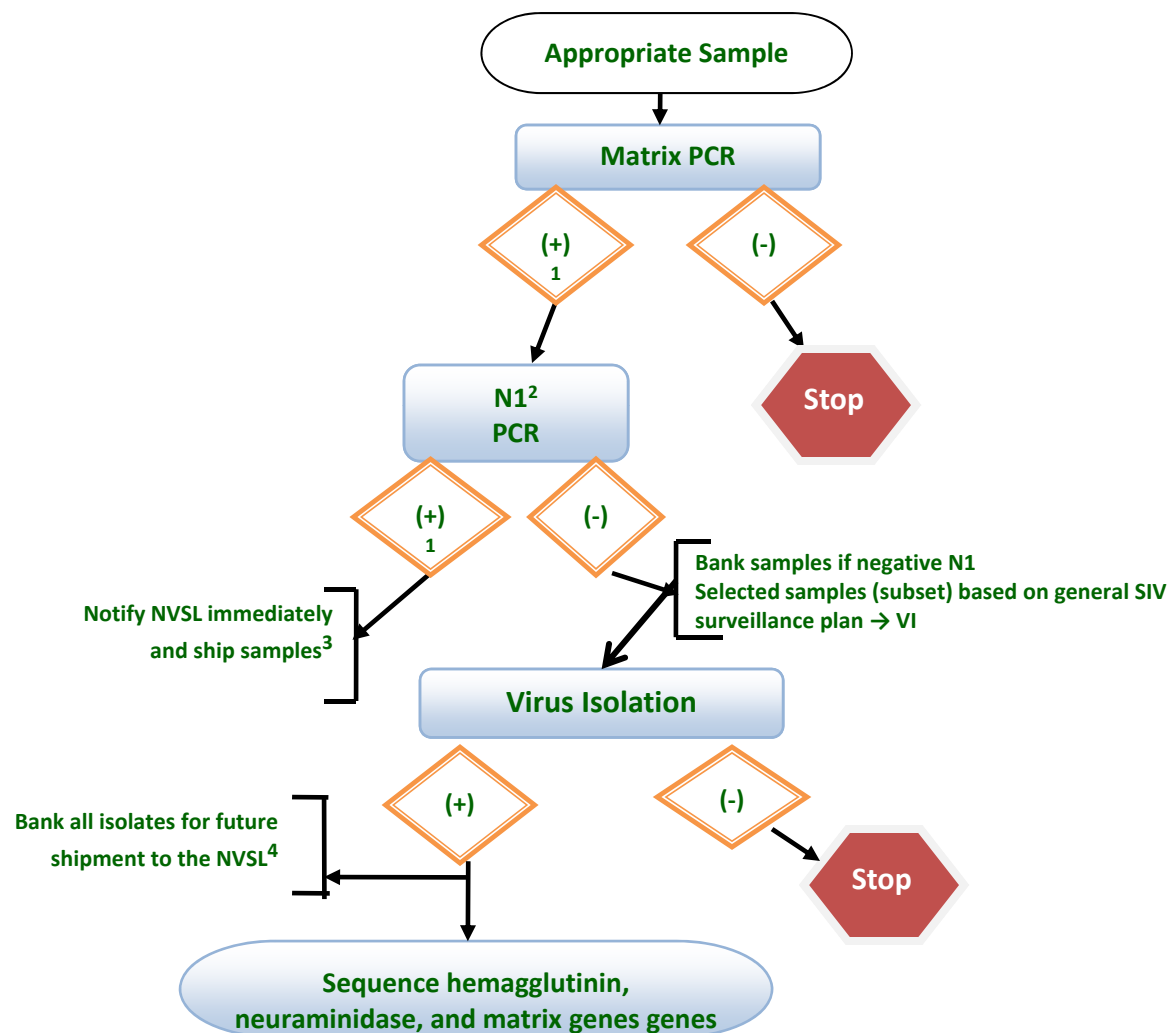 Appropriate Sample
Matrix PCR
(+)
1
(-)
Stop
N1²
PCR
(+)
1
(-)
Bank samples if negative N1
Selected samples (subset) based on general SIV
surveillance plan → VI
Notify NVSL immediately
and ship samples³
Virus Isolation
(+)
(-)
Bank all isolates for future
shipment to the NVSL⁴
Stop
Sequence hemagglutinin,
neuraminidase, and matrix genes genes